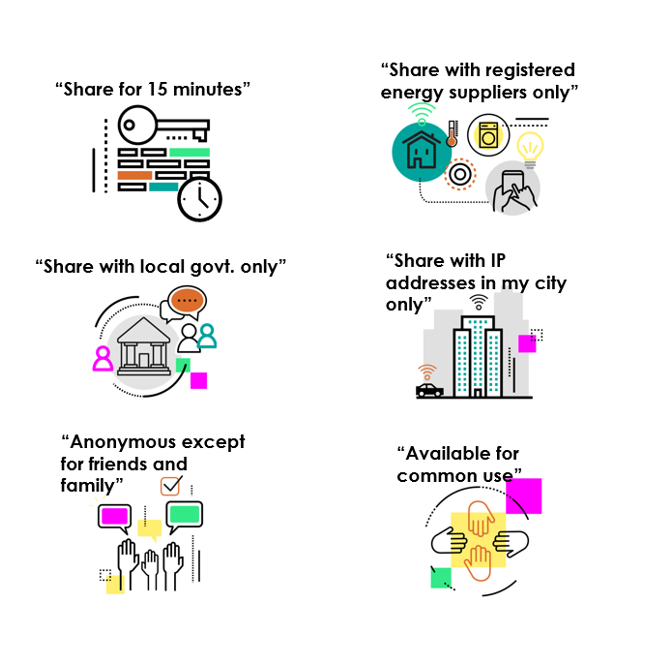 “Share for 15 minutes”
“Share with registered
energy suppliers only”
“Share with local govt. only”
“Share with IP
addresses in my city
only”
“Anonymous except
for friends and
family”
“Available for
common use”